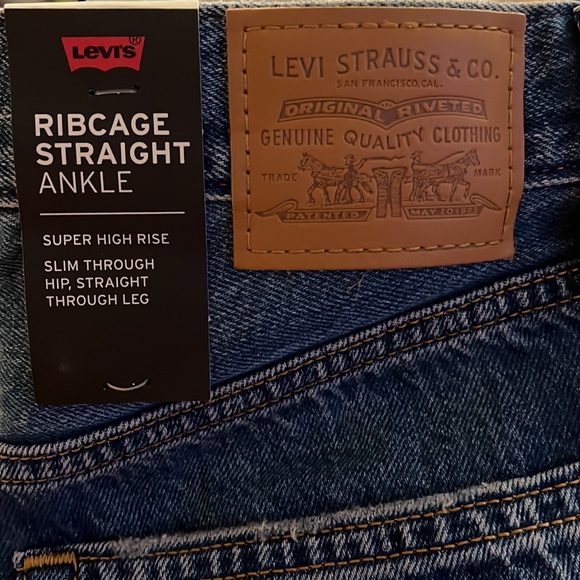 Levi's®
RIBCAGE
STRAIGHT
ANKLE
SUPER HIGH RISE
SLIM THROUGH
HIP, STRAIGHT
THROUGH LEG
LEVI STRAUSS & CO.
SAN FRANCISCO, CAL.
ORIGINAL RIVETED
GENUINE QUALITY CLOTHING
TRADE MARK
PATENTED MAY 20 1873